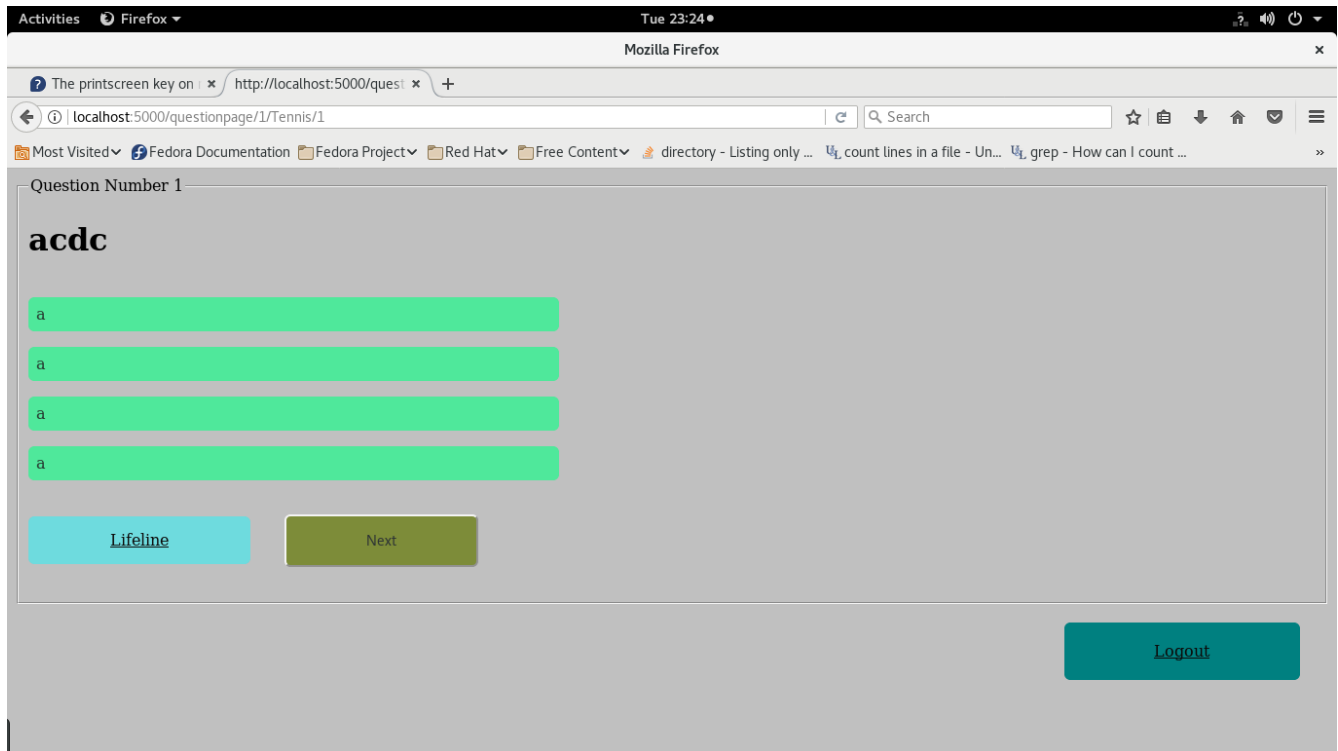 Activities Firefox Tue 23:24
Mozilla Firefox
The printscreen key on http://localhost:5000/quest
localhost:5000/questionpage/1/Tennis/1 Search
Most Visited Fedora Documentation Fedora Project Red Hat Free Content directory - Listing only ... count lines in a file - Un... grep - How can I count ... »
Question Number 1
acdc
a
a
a
a
Lifeline Next
Logout